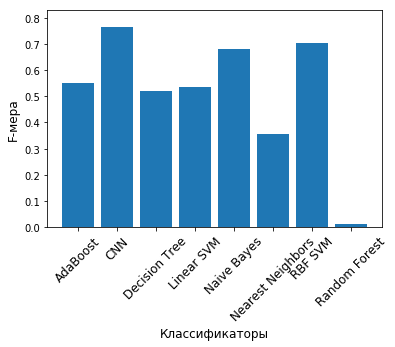 0.8
0.7
0.6
0.5
0.4
0.3
0.2
0.1
0.0
F-мера
AdaBoost
CNN
Decision Tree
Linear SVM
Naive Bayes
Nearest Neighbors
RBF SVM
Random Forest
Классификаторы